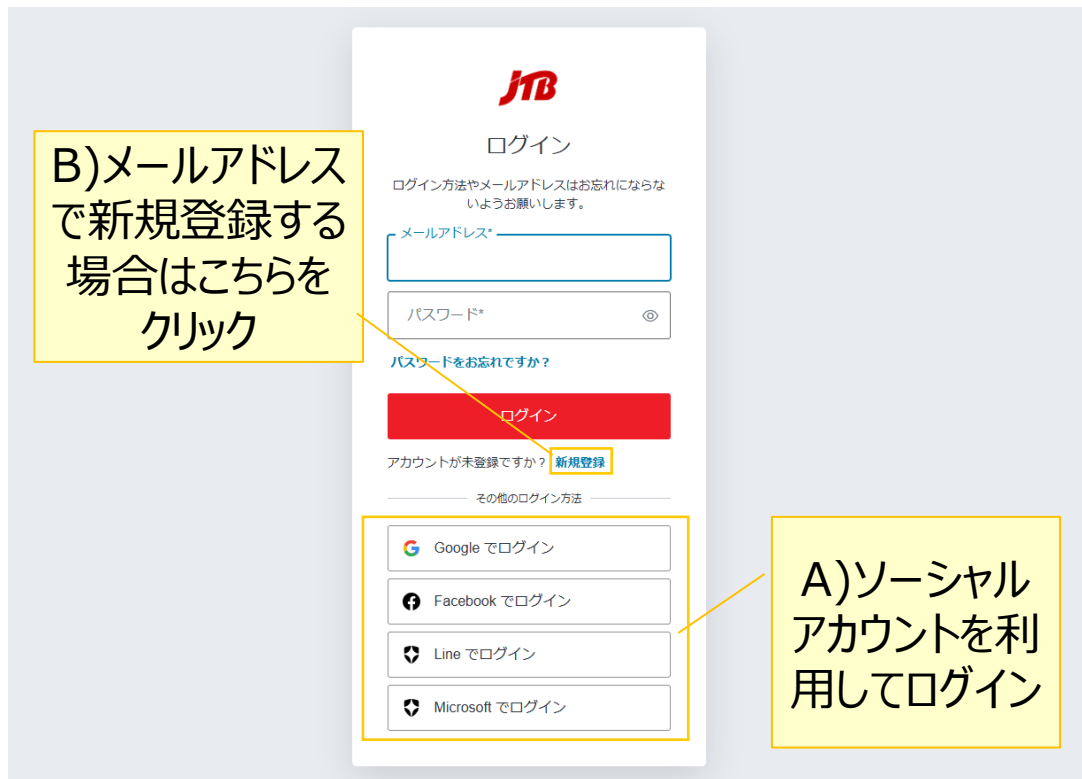 JTB
ログイン
ログイン方法やメールアドレスはお忘れにならな
いようお願いします。
メールアドレス*
パスワード*
パスワードをお忘れですか？
ログイン
アカウントが未登録ですか？ 新規登録
その他のログイン方法
Google でログイン
Facebook でログイン
Line でログイン
Microsoft でログイン
B)メールアドレス
で新規登録する
場合はこちらを
クリック
A)ソーシャル
アカウントを利
用してログイン